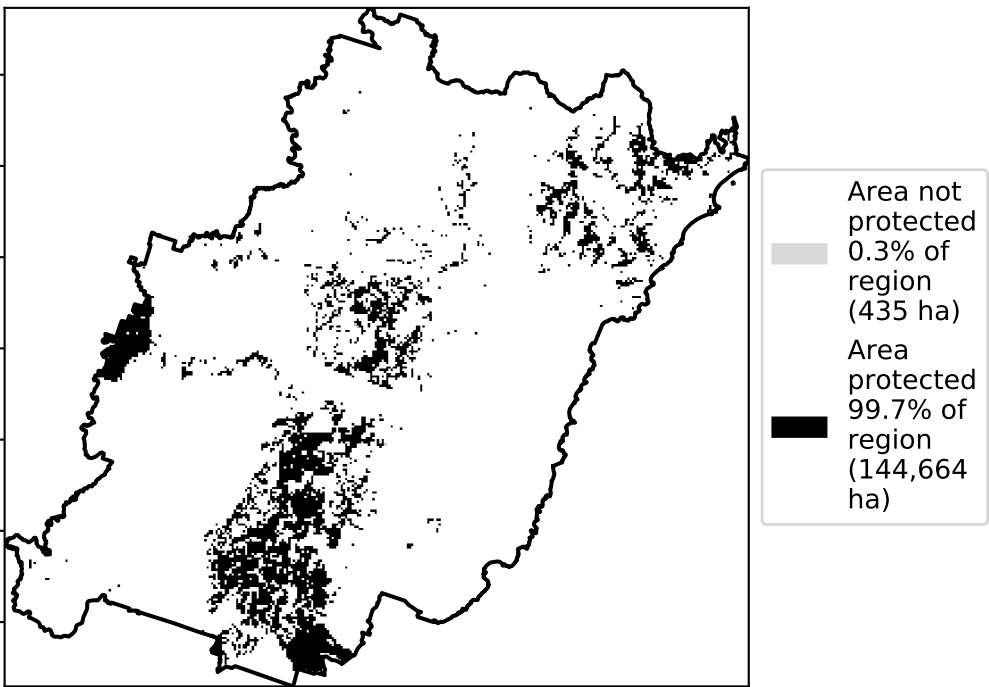 Area not
protected
0.3% of
region
(435 ha)
Area
protected
99.7% of
region
(144,664
ha)